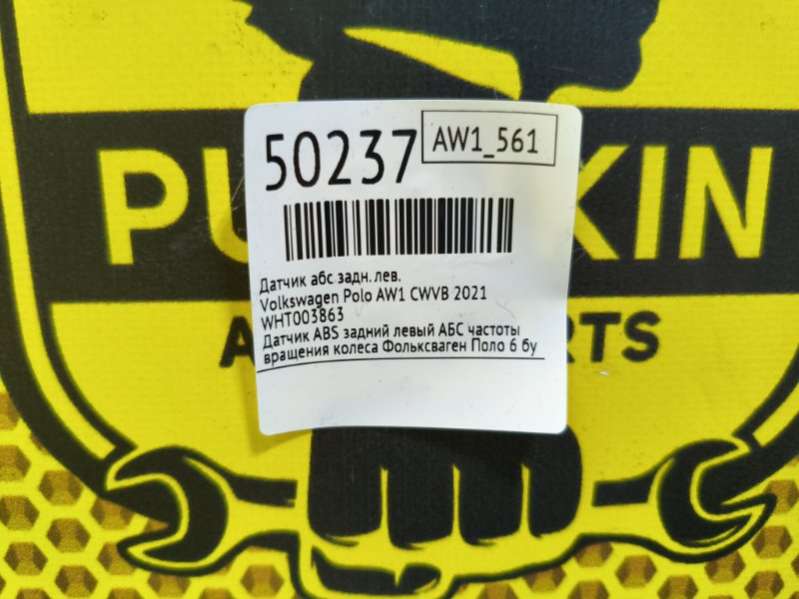 50237
AW1_561
Датчик абс задн.лев.
Volkswagen Polo AW1 CWVB 2021
WHT003863
Датчик ABS задний левый АБС частоты
вращения колеса Фольксваген Поло 6 бу